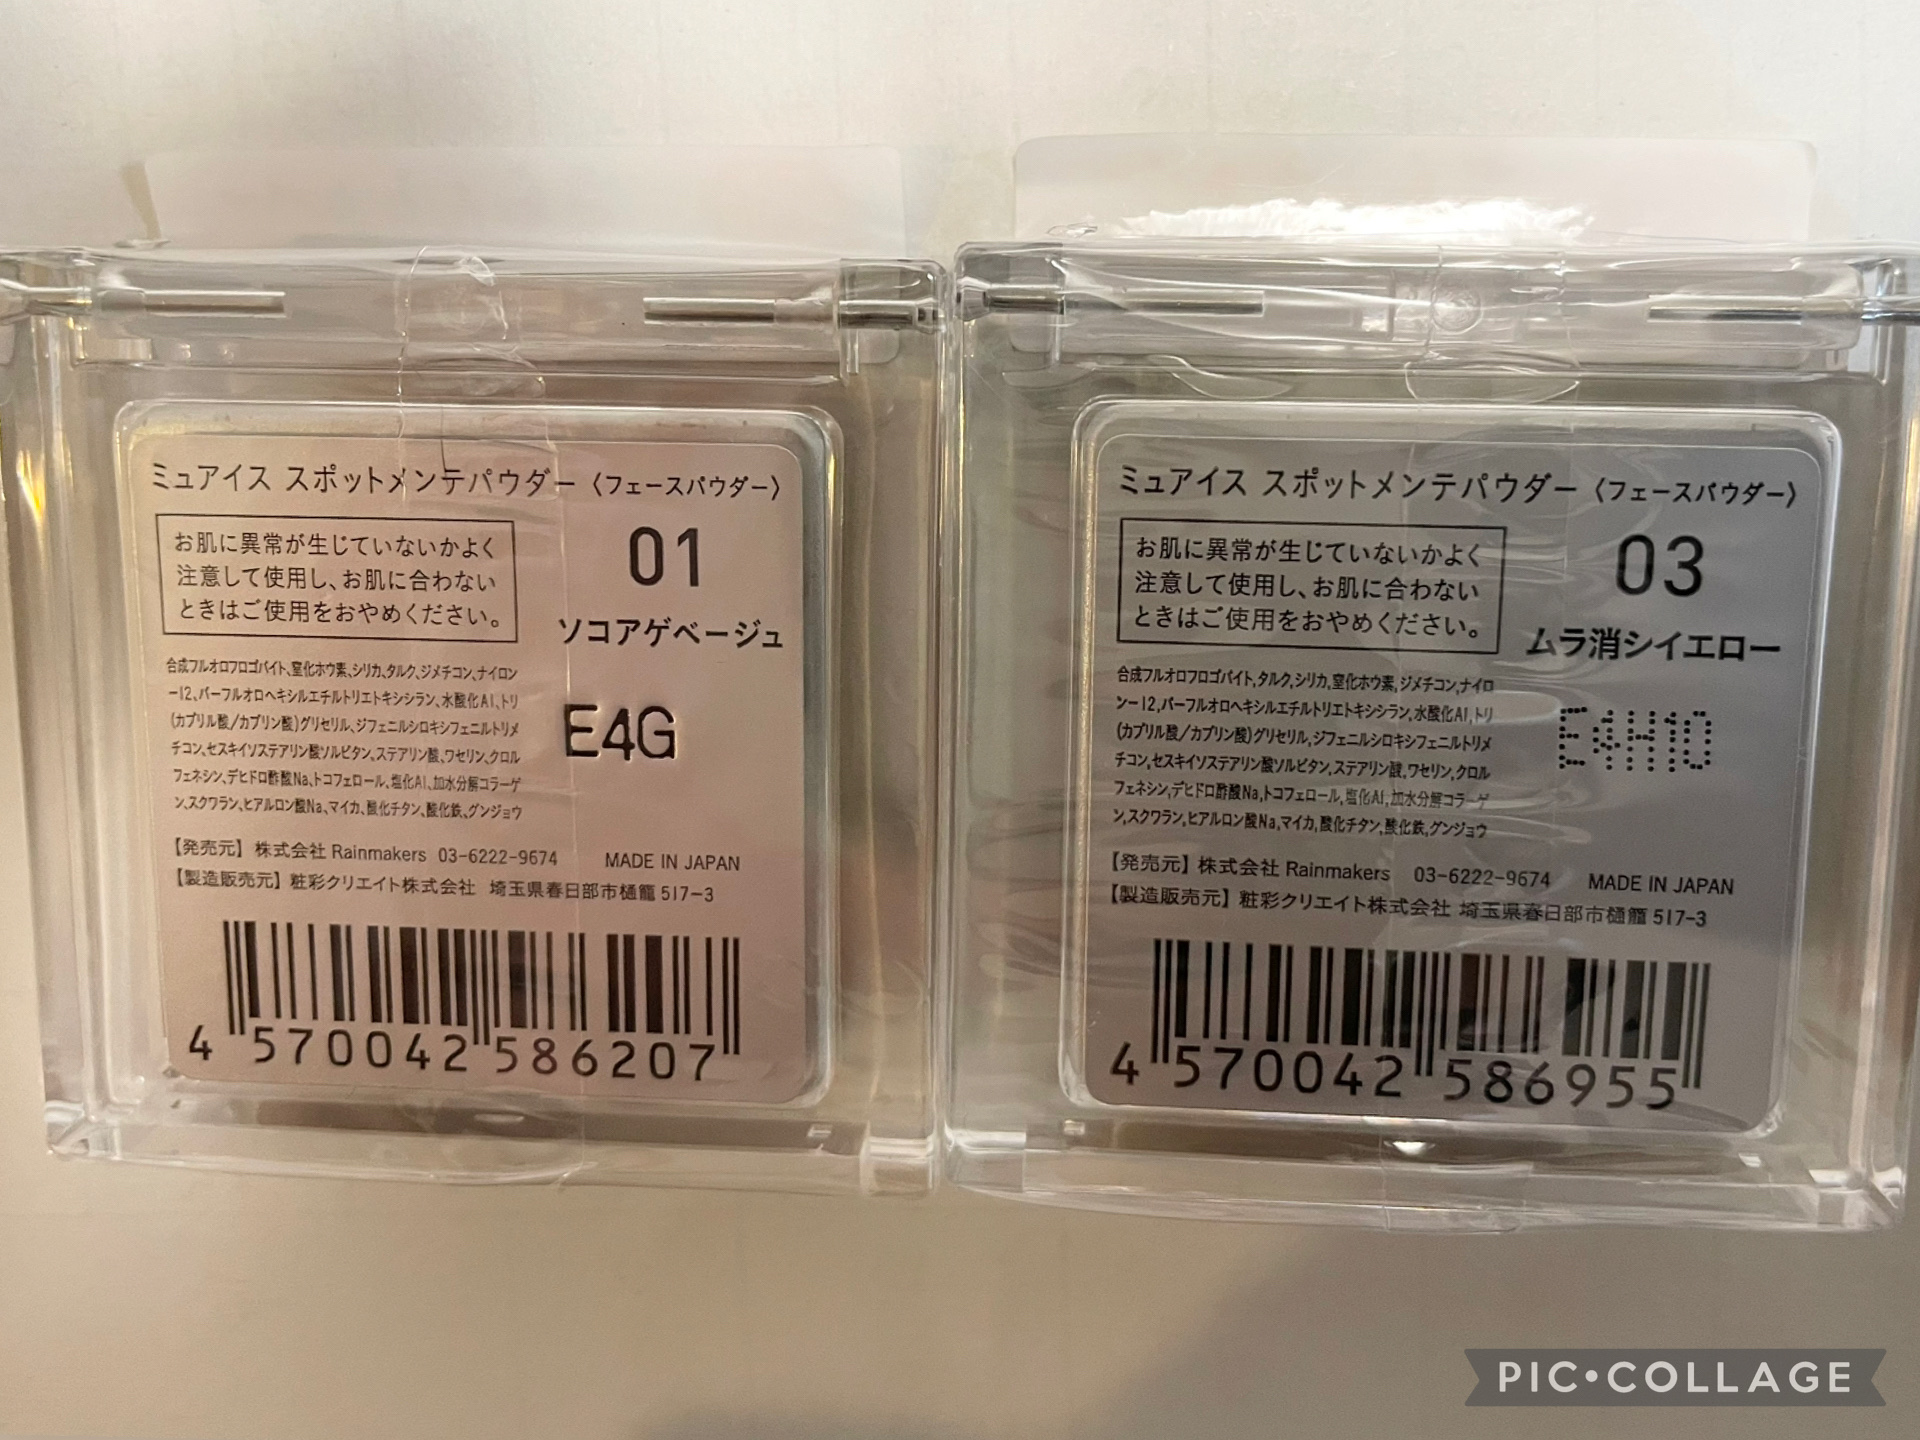 ミュアイス スポットメンテパウダー 〈フェースパウダー〉
お肌に異常が生じていないかよく
注意して使用し、お肌に合わない
ときはご使用をおやめください。
01
ソコアゲベージュ
E4G
合成フルオロフロゴパイト、窒化ホウ素、シリカ、タルク、ジメチコン、ナイロン
ー12、パーフルオロヘキシルエチルトリエトキシシラン、水酸化Al、トリ
(カプリル酸/カプリン酸)グリセリル、ジフェニルシロキシフェニルトリメ
チコン、セスキイソステアリン酸ソルビタン、ステアリン酸、ワセリン、クロル
フェネシン、デヒドロ酢酸Na、トコフェロール、塩化Al、加水分解コラーゲ
ン、スクワラン、ヒアルロン酸Na、マイカ、酸化チタン、酸化鉄、グンジョウ
【発売元】 株式会社 Rainmakers 03-6222-9674 MADE IN JAPAN
【製造販売元】 粧彩クリエイト株式会社 埼玉県春日部市樋籠 517-3
4 570042 586207
ミュアイス スポットメンテパウダー 〈フェースパウダー〉
お肌に異常が生じていないかよく
注意して使用し、お肌に合わない
ときはご使用をおやめください。
03
ムラ消シイエロー
合成フルオロフロゴパイト,タルク,シリカ,窒化ホウ素,ジメチコン,ナイロ
ンー12,パーフルオロヘキシルエチルトリエトキシシラン,水酸化Al,トリ
(カプリル酸/カプリン酸)グリセリル,ジフェニルシロキシフェニルトリメ
チコン,セスキイソステアリン酸ソルビタン,ステアリン酸,ワセリン,クロル
フェネシン,デヒドロ酢酸Na,トコフェロール,塩化Al,加水分解コラーゲ
ン,スクワラン,ヒアルロン酸Na,マイカ,酸化チタン,酸化鉄,グンジョウ
【発売元】 株式会社 Rainmakers 03-6222-9674 MADE IN JAPAN
【製造販売元】 粧彩クリエイト株式会社 埼玉県春日部市樋籠 517-3
4 570042 586955
PIC•COLLAGE